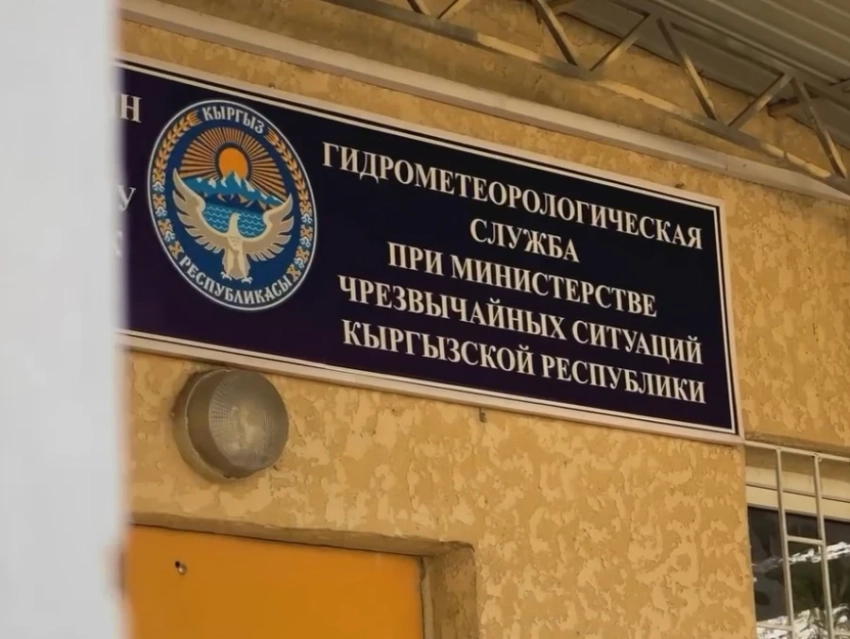 КЫРГЫЗ
РЕСПУБЛИКАСЫ
ГИДРОМЕТЕОРОЛОГИЧЕСКАЯ
СЛУЖБА
ПРИ МИНИСТЕРСТВЕ
ЧРЕЗВЫЧАЙНЫХ СИТУАЦИЙ
КЫРГЫЗСКОЙ РЕСПУБЛИКИ